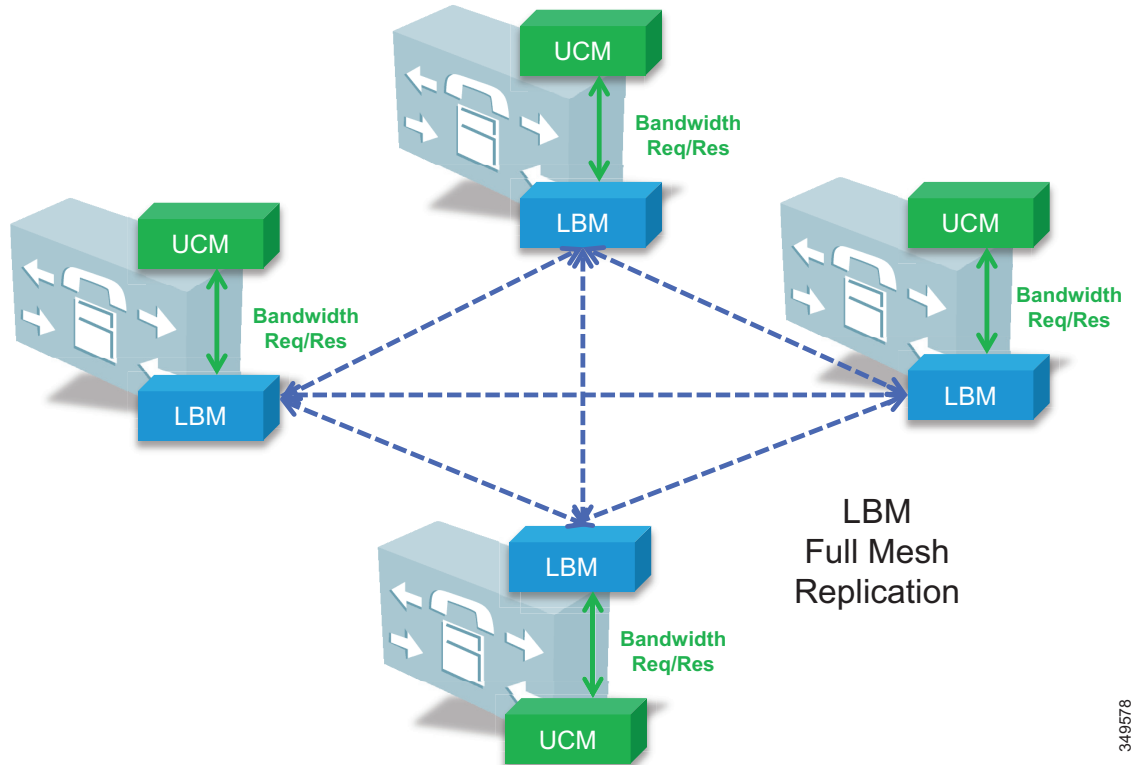 UCM
Bandwidth
Req/Res
LBM
UCM
Bandwidth
Req/Res
LBM
UCM
Bandwidth
Req/Res
LBM
LBM
Full Mesh
Replication
LBM
Bandwidth
Req/Res
UCM
349578